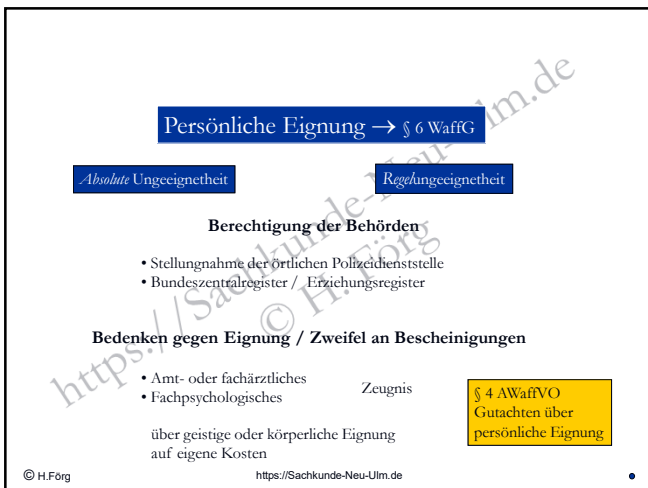 Persönliche Eignung → § 6 WaffG
Absolute Ungeeignetheit
Regelungeeignetheit
Berechtigung der Behörden
• Stellungnahme der örtlichen Polizeidienststelle
• Bundeszentralregister / Erziehungsregister
Bedenken gegen Eignung / Zweifel an Bescheinigungen
• Amt- oder fachärztliches
• Fachpsychologisches
Zeugnis
über geistige oder körperliche Eignung
auf eigene Kosten
§ 4 AWaffVO
Gutachten über
persönliche Eignung
https://Sachkunde-Neu-Ulm.de
© H. Förg
© H.Förg
https://Sachkunde-Neu-Ulm.de